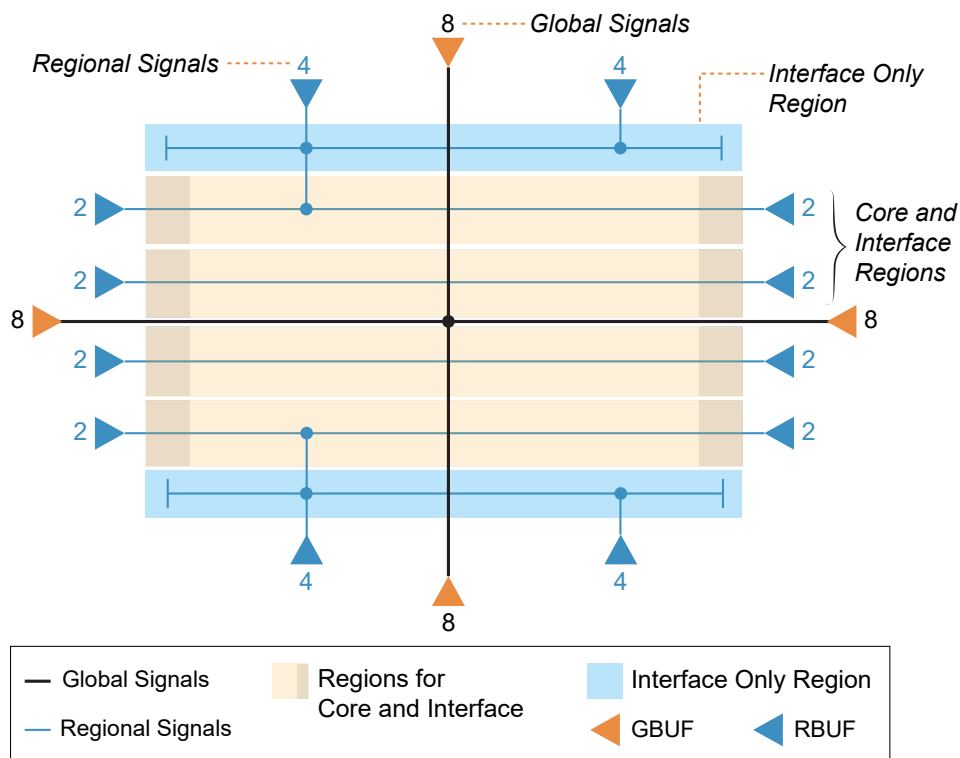 8
Global Signals
Regional Signals
4
4
Interface Only
Region
2
2
Core and
Interface
Regions
2
2
8
8
2
2
2
2
4
4
8
Global Signals
Regions for
Core and Interface
Interface Only Region
Regional Signals
GBUF
RBUF